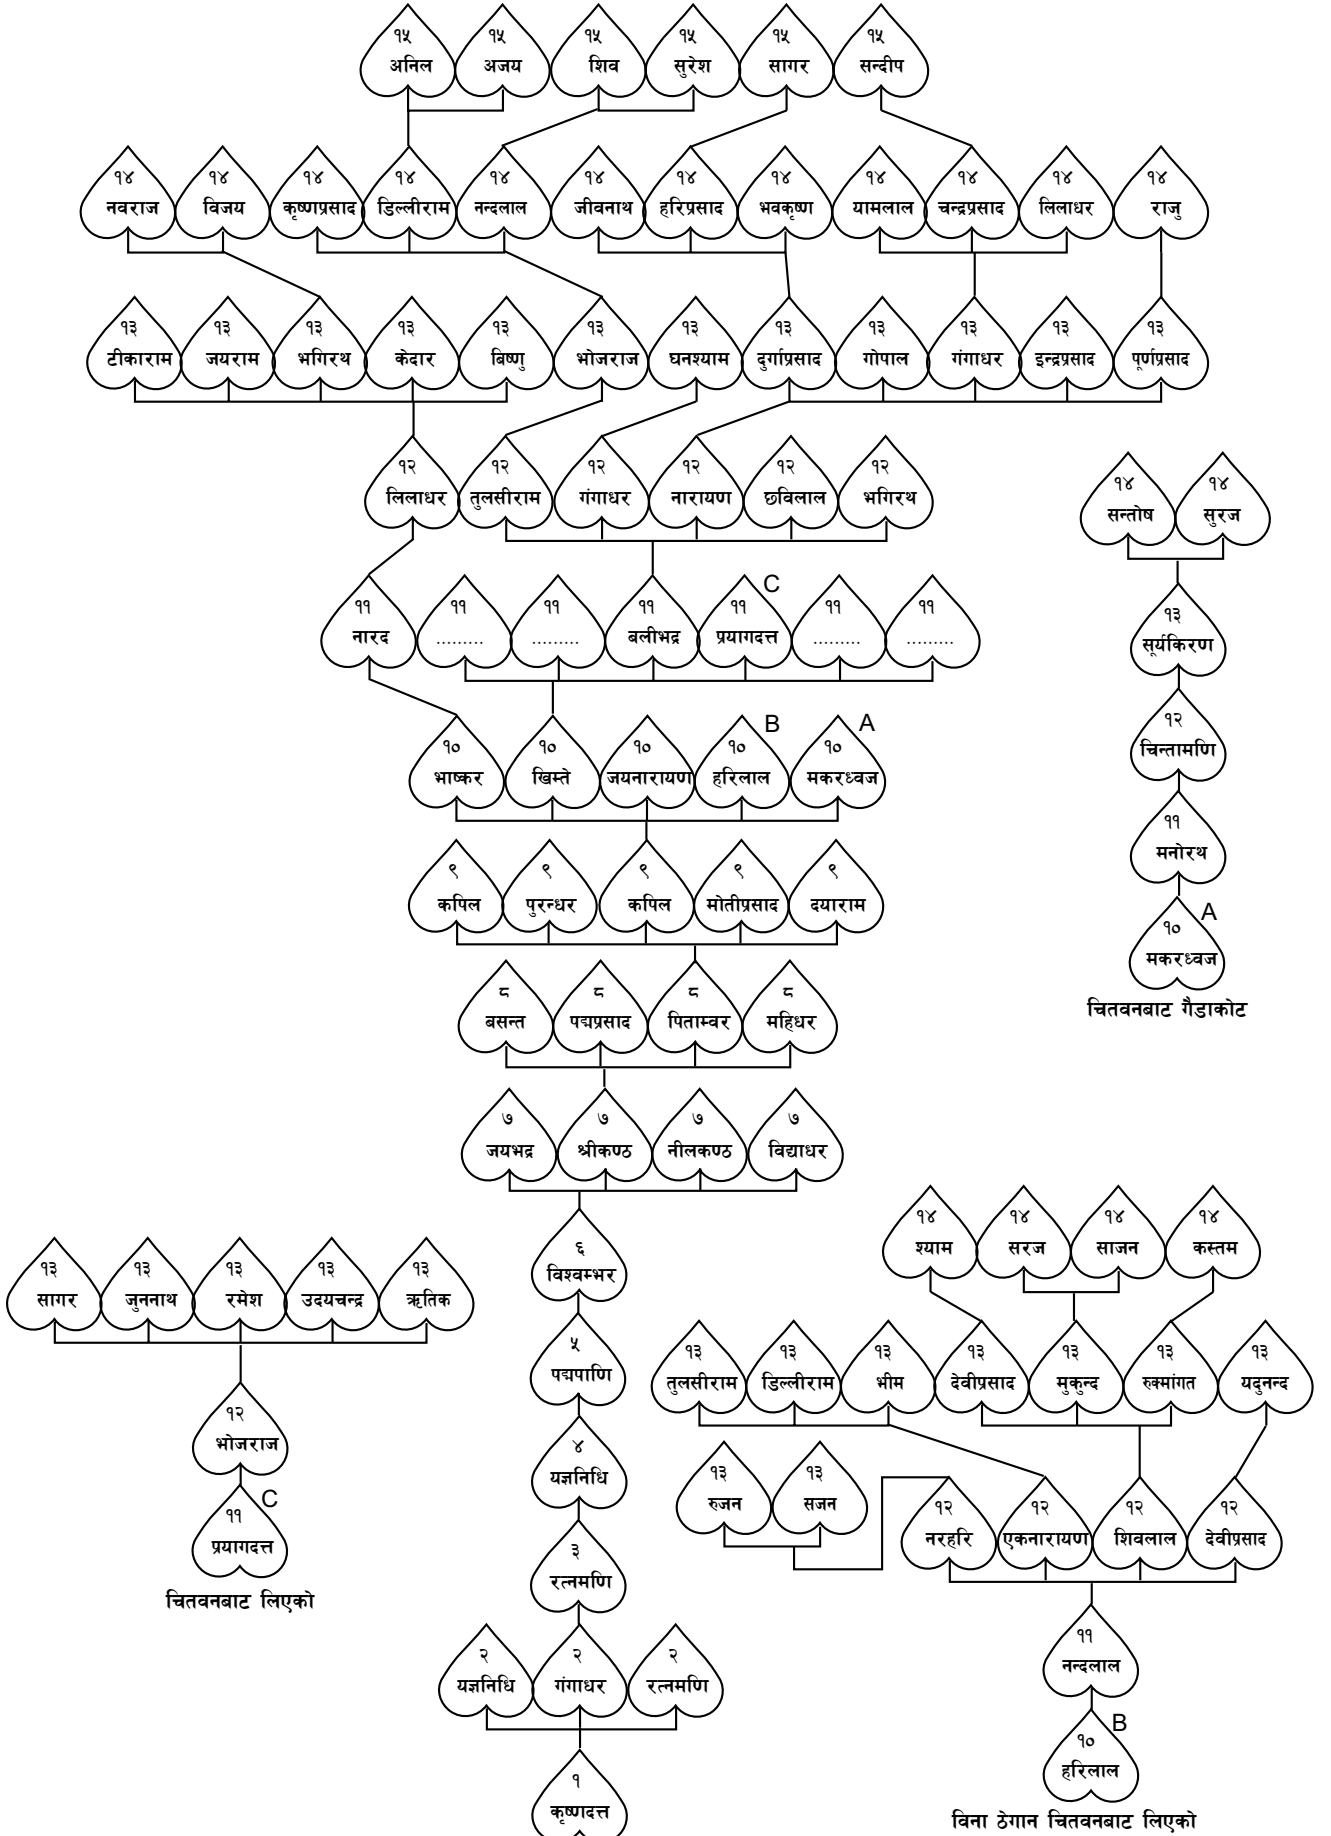 १५ १५ १५ १५ १५ १५
अनिल अजय शिव सुरेश सागर सन्दीप
१४ १४ १४ १४ १४ १४ १४ १४ १४ १४ १४ १४
नवराज विजय कृष्णप्रसाद डिल्लीराम नन्दलाल जीवनाथ हरिप्रसाद भवकृष्ण यामलाल चन्द्रप्रसाद लिलाधर राजु
१३ १३ १३ १३ १३ १३ १३ १३ १३ १३ १३ १३
टीकाराम जयराम भगिरथ केदार बिष्णु भोजराज घनश्याम दुर्गाप्रसाद गोपाल गंगाधर इन्द्रप्रसाद पूर्णप्रसाद
१२ १२ १२ १२ १२ १२
लिलाधर तुलसीराम गंगाधर नारायण छविलाल भगिरथ
११ ११ ११ ११ ११ C ११ ११
नारद ......... ......... बलीभद्र प्रयागदत्त ......... .........
१० १० १० १० B १० A
भाष्कर खिम्ते जयनारायण हरिलाल मकरध्वज
९ ९ ९ ९ ९
कपिल पुरन्धर कपिल मोतीप्रसाद दयाराम
८ ८ ८ ८
बसन्त पद्मप्रसाद पिताम्वर महिधर
७ ७ ७ ७
जयभद्र श्रीकण्ठ नीलकण्ठ विद्याधर
६
विश्वम्भर
५
पद्मपाणि
४
यज्ञनिधि
३
रत्नमणि
२ २ २
यज्ञनिधि गंगाधर रत्नमणि
१
कृष्णदत्त
१४ १४
सन्तोष सुरज
१३
सूर्यकिरण
१२
चिन्तामणि
११
मनोरथ
१० A
मकरध्वज
चितवनबाट गैडाकोट
१३ १३ १३ १३ १३
सागर जुननाथ रमेश उदयचन्द्र ऋतिक
१२
भोजराज
११ C
प्रयागदत्त
चितवनबाट लिएको
१४ १४ १४ १४
श्याम सरज साजन कस्तम
१३ १३ १३ १३ १३ १३ १३
तुलसीराम डिल्लीराम भीम देवीप्रसाद मुकुन्द रुक्मांगत यदुनन्द
१३ १३
रुजन सजन
१२ १२ १२ १२
नरहरि एकनारायण शिवलाल देवीप्रसाद
११
नन्दलाल
१० B
हरिलाल
विना ठेगान चितवनबाट लिएको